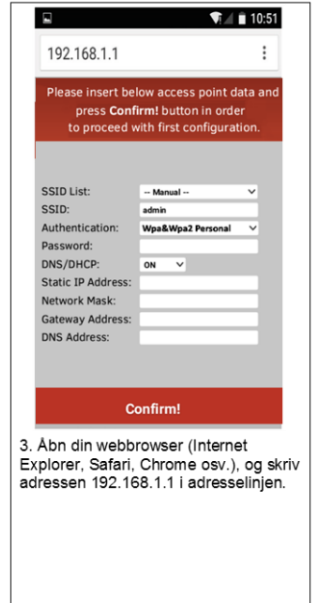 10:51
192.168.1.1
Please insert below access point data and
press Confirm! button in order
to proceed with first configuration.
SSID List: -- Manual --
SSID: admin
Authentication: Wpa&Wpa2 Personal
Password:
DNS/DHCP: ON
Static IP Address:
Network Mask:
Gateway Address:
DNS Address:
Confirm!
3. Åbn din webbrowser (Internet
Explorer, Safari, Chrome osv.), og skriv
adressen 192.168.1.1 i adresselinjen.